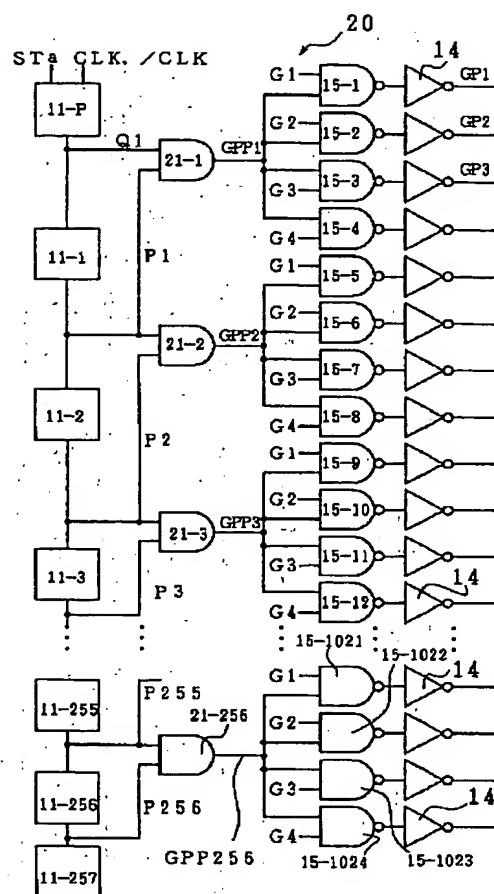 20
STa CLK. /CLK
14
11-P
G1
15-1
GP1
Q1
21-1
GPP1
G2
15-2
GP2
G3
15-3
GP3
G4
15-4
11-1
P1
G1
15-5
21-2
GPP2
G2
15-6
G3
15-7
11-2
P2
G4
15-8
G1
15-9
21-3
GPP3
G2
15-10
11-3
P3
G3
15-11
G4
15-12
14
15-1021
15-1022
P255
G1
14
11-255
21-256
G2
11-256
P256
G3
14
G4
11-257
GPP256
15-1024
15-1023